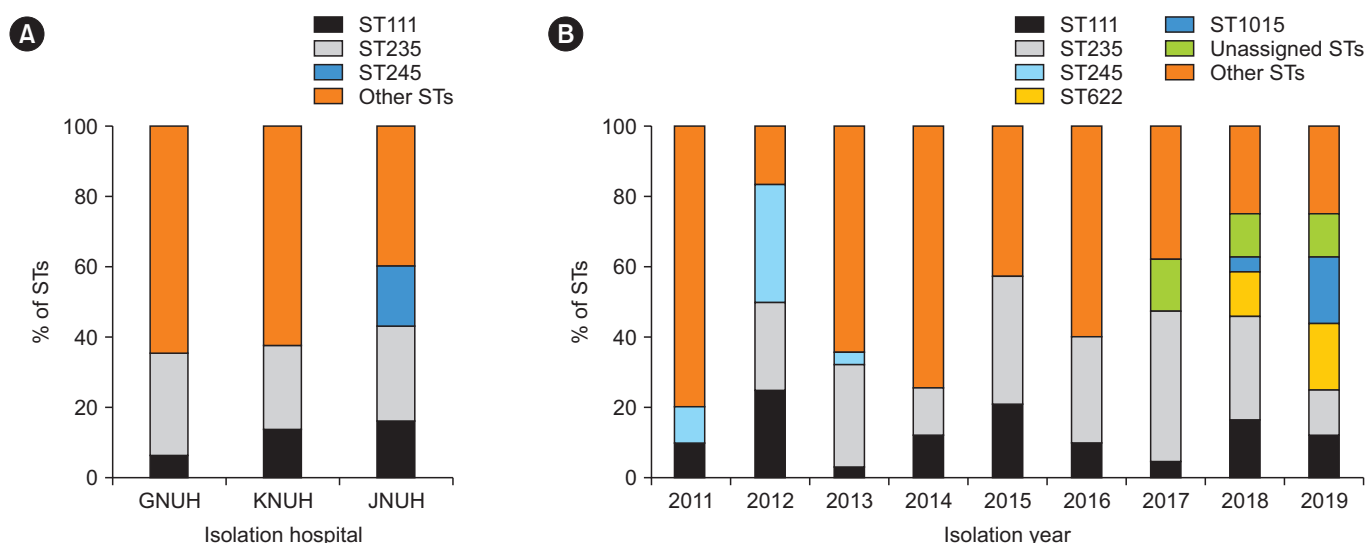 A
ST111
ST235
ST245
Other STs
% of STs
100
80
60
40
20
0
GNUH KNUH JNUH
Isolation hospital
B
ST111
ST235
ST245
ST622
ST1015
Unassigned STs
Other STs
% of STs
100
80
60
40
20
0
2011 2012 2013 2014 2015 2016 2017 2018 2019
Isolation year